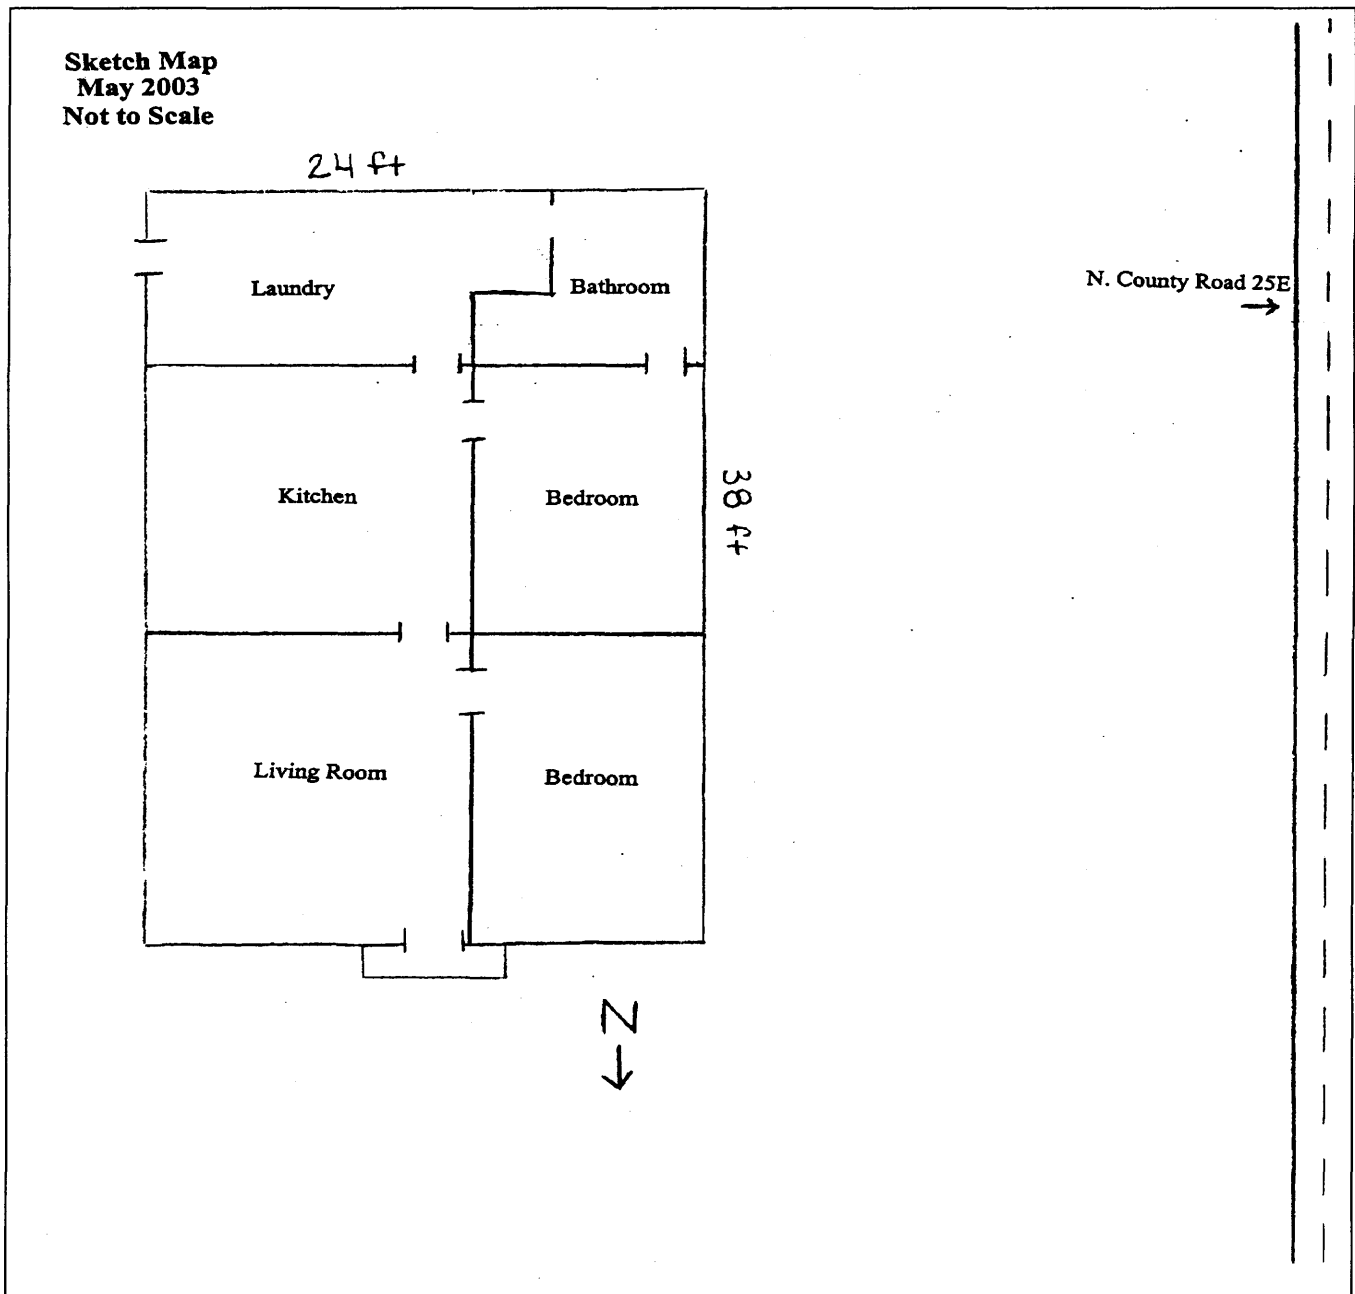 Sketch Map
May 2003
Not to Scale
24 ft
N. County Road 25E
Laundry
Bathroom
Kitchen
Bedroom
38 ft
Living Room
Bedroom
N